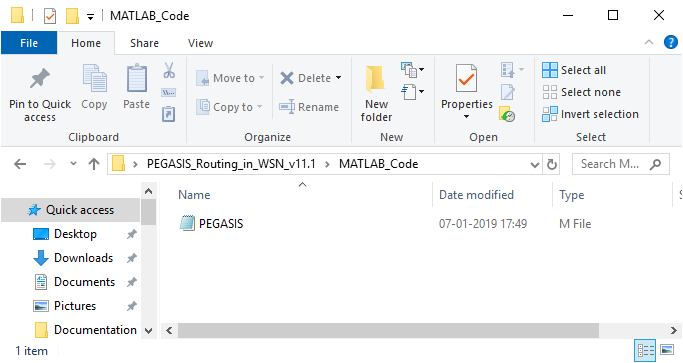 MATLAB_Code
File Home Share View
Pin to Quick access
Copy
Paste
Clipboard
Move to
Copy to
Delete
Rename
Organize
New folder
New
Properties
Open
Select all
Select none
Invert selection
Select
PEGASIS_Routing_in_WSN_v11.1 MATLAB_Code
Search M...
Name Date modified Type S
PEGASIS 07-01-2019 17:49 M File
Quick access
Desktop
Downloads
Documents
Pictures
Documentation
1 item